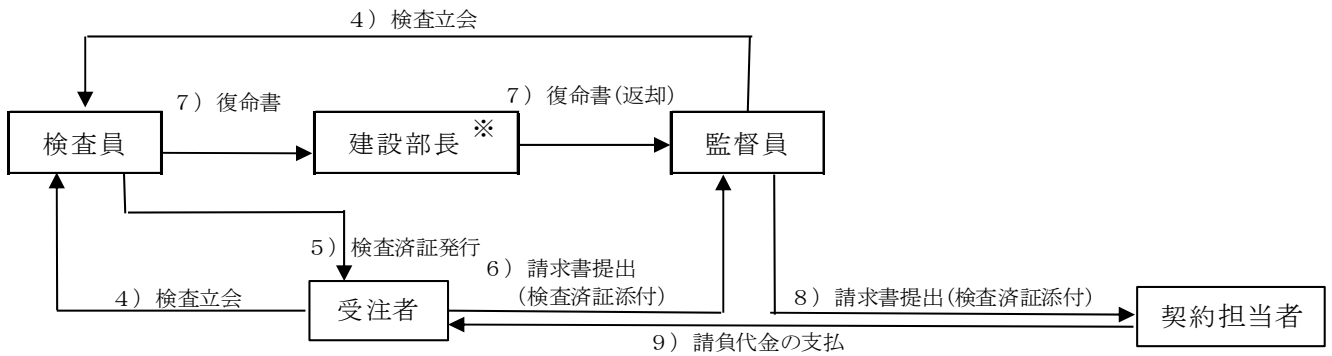 4）検査立会
7）復命書
7）復命書(返却)
検査員
建設部長 ※
監督員
5）検査済証発行
6）請求書提出
(検査済証添付)
4）検査立会
受注者
8）請求書提出(検査済証添付)
契約担当者
9）請負代金の支払